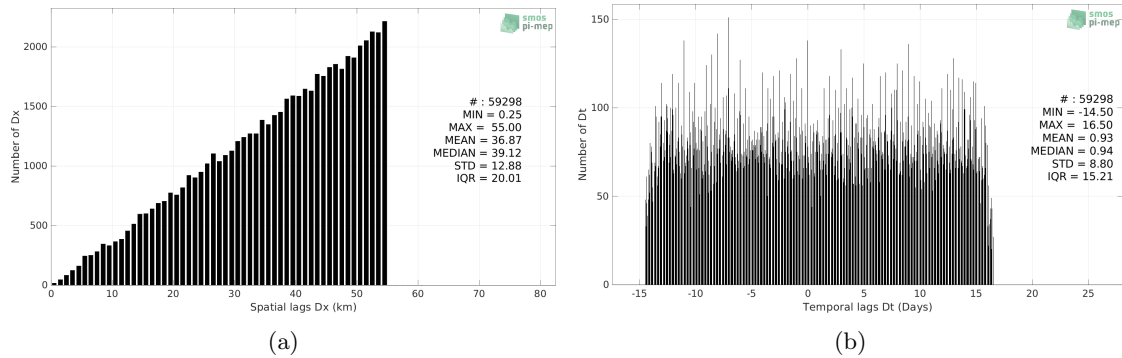 smos
pi-mep
2000
1500
1000
500
0
Number of Dx
# : 59298
MIN = 0.25
MAX = 55.00
MEAN = 36.87
MEDIAN = 39.12
STD = 12.88
IQR = 20.01
0 10 20 30 40 50 60 70 80
Spatial lags Dx (km)
(a)
smos
pi-mep
150
100
50
0
Number of Dt
# : 59298
MIN = -14.50
MAX = 16.50
MEAN = 0.93
MEDIAN = 0.94
STD = 8.80
IQR = 15.21
-15 -10 -5 0 5 10 15 20 25
Temporal lags Dt (Days)
(b)